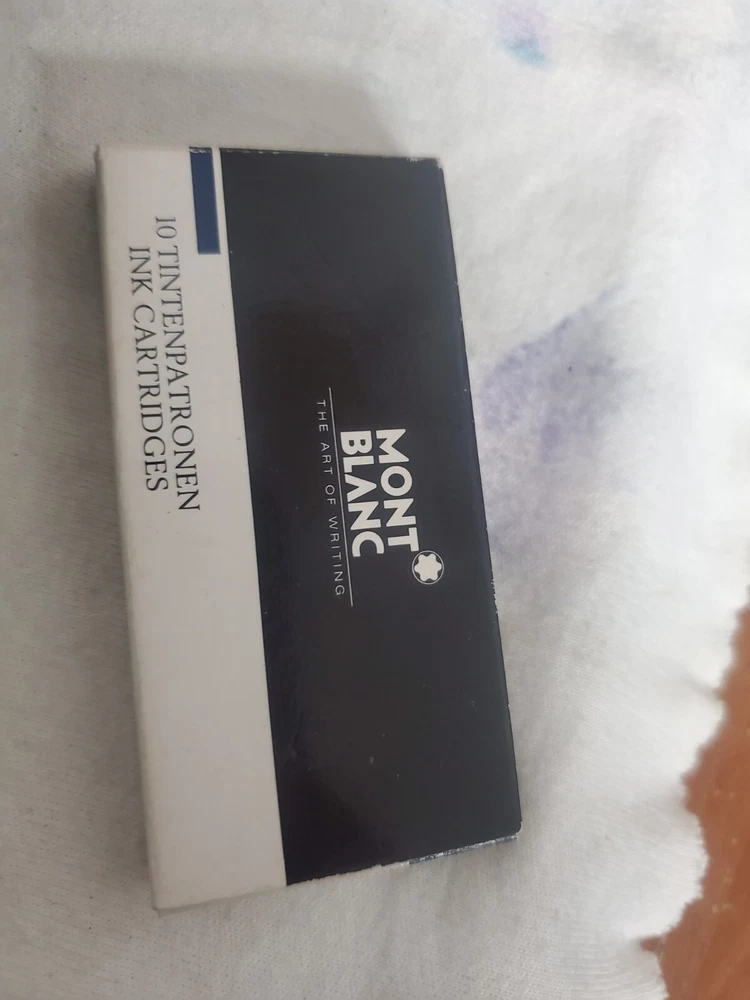 MONT
BLANC
THE ART OF WRITING
10 TINTENPATRONEN
INK CARTRIDGES